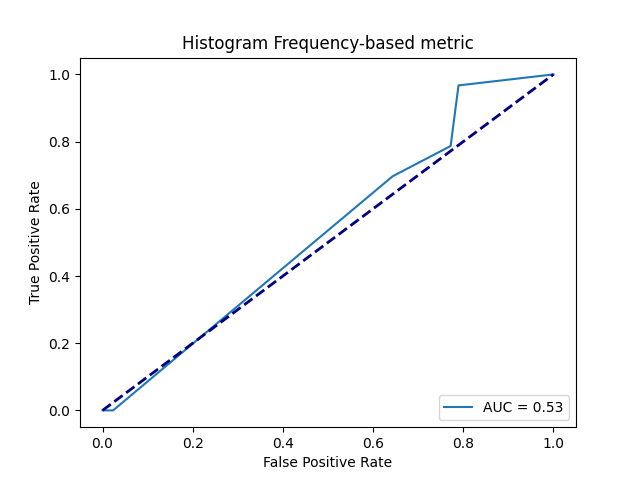 Histogram Frequency-based metric
1.0
0.8
0.6
0.4
0.2
0.0
True Positive Rate
0.0 0.2 0.4 0.6 0.8 1.0
False Positive Rate
AUC = 0.53